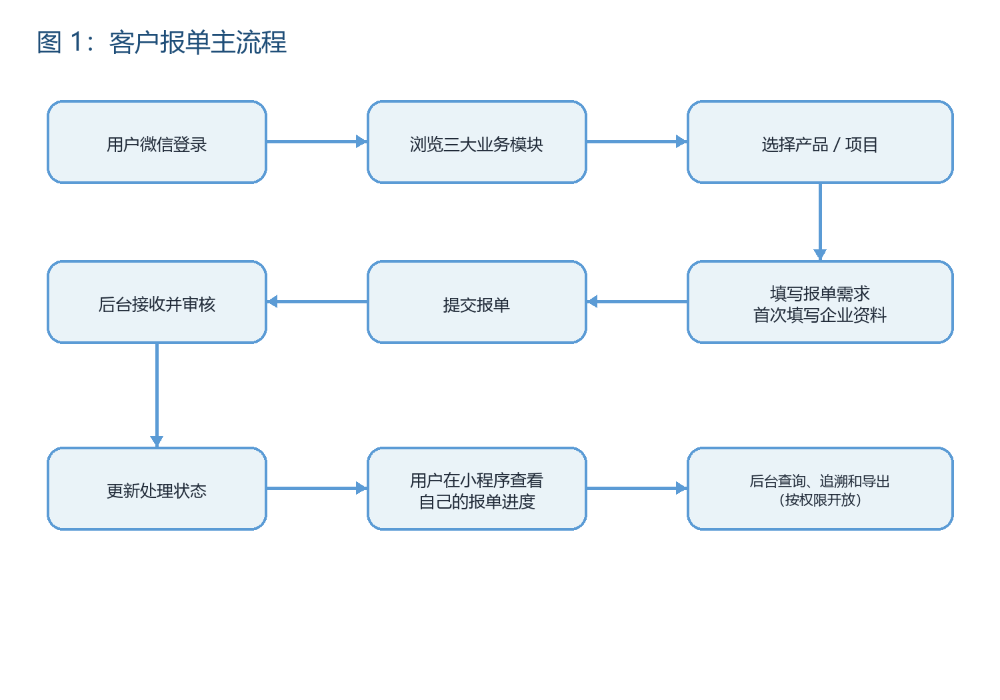 图 1：客户报单主流程
用户微信登录
浏览三大业务模块
选择产品 / 项目
填写报单需求
首次填写企业资料
提交报单
后台接收并审核
更新处理状态
用户在小程序查看
自己的报单进度
后台查询、追溯和导出
（按权限开放）